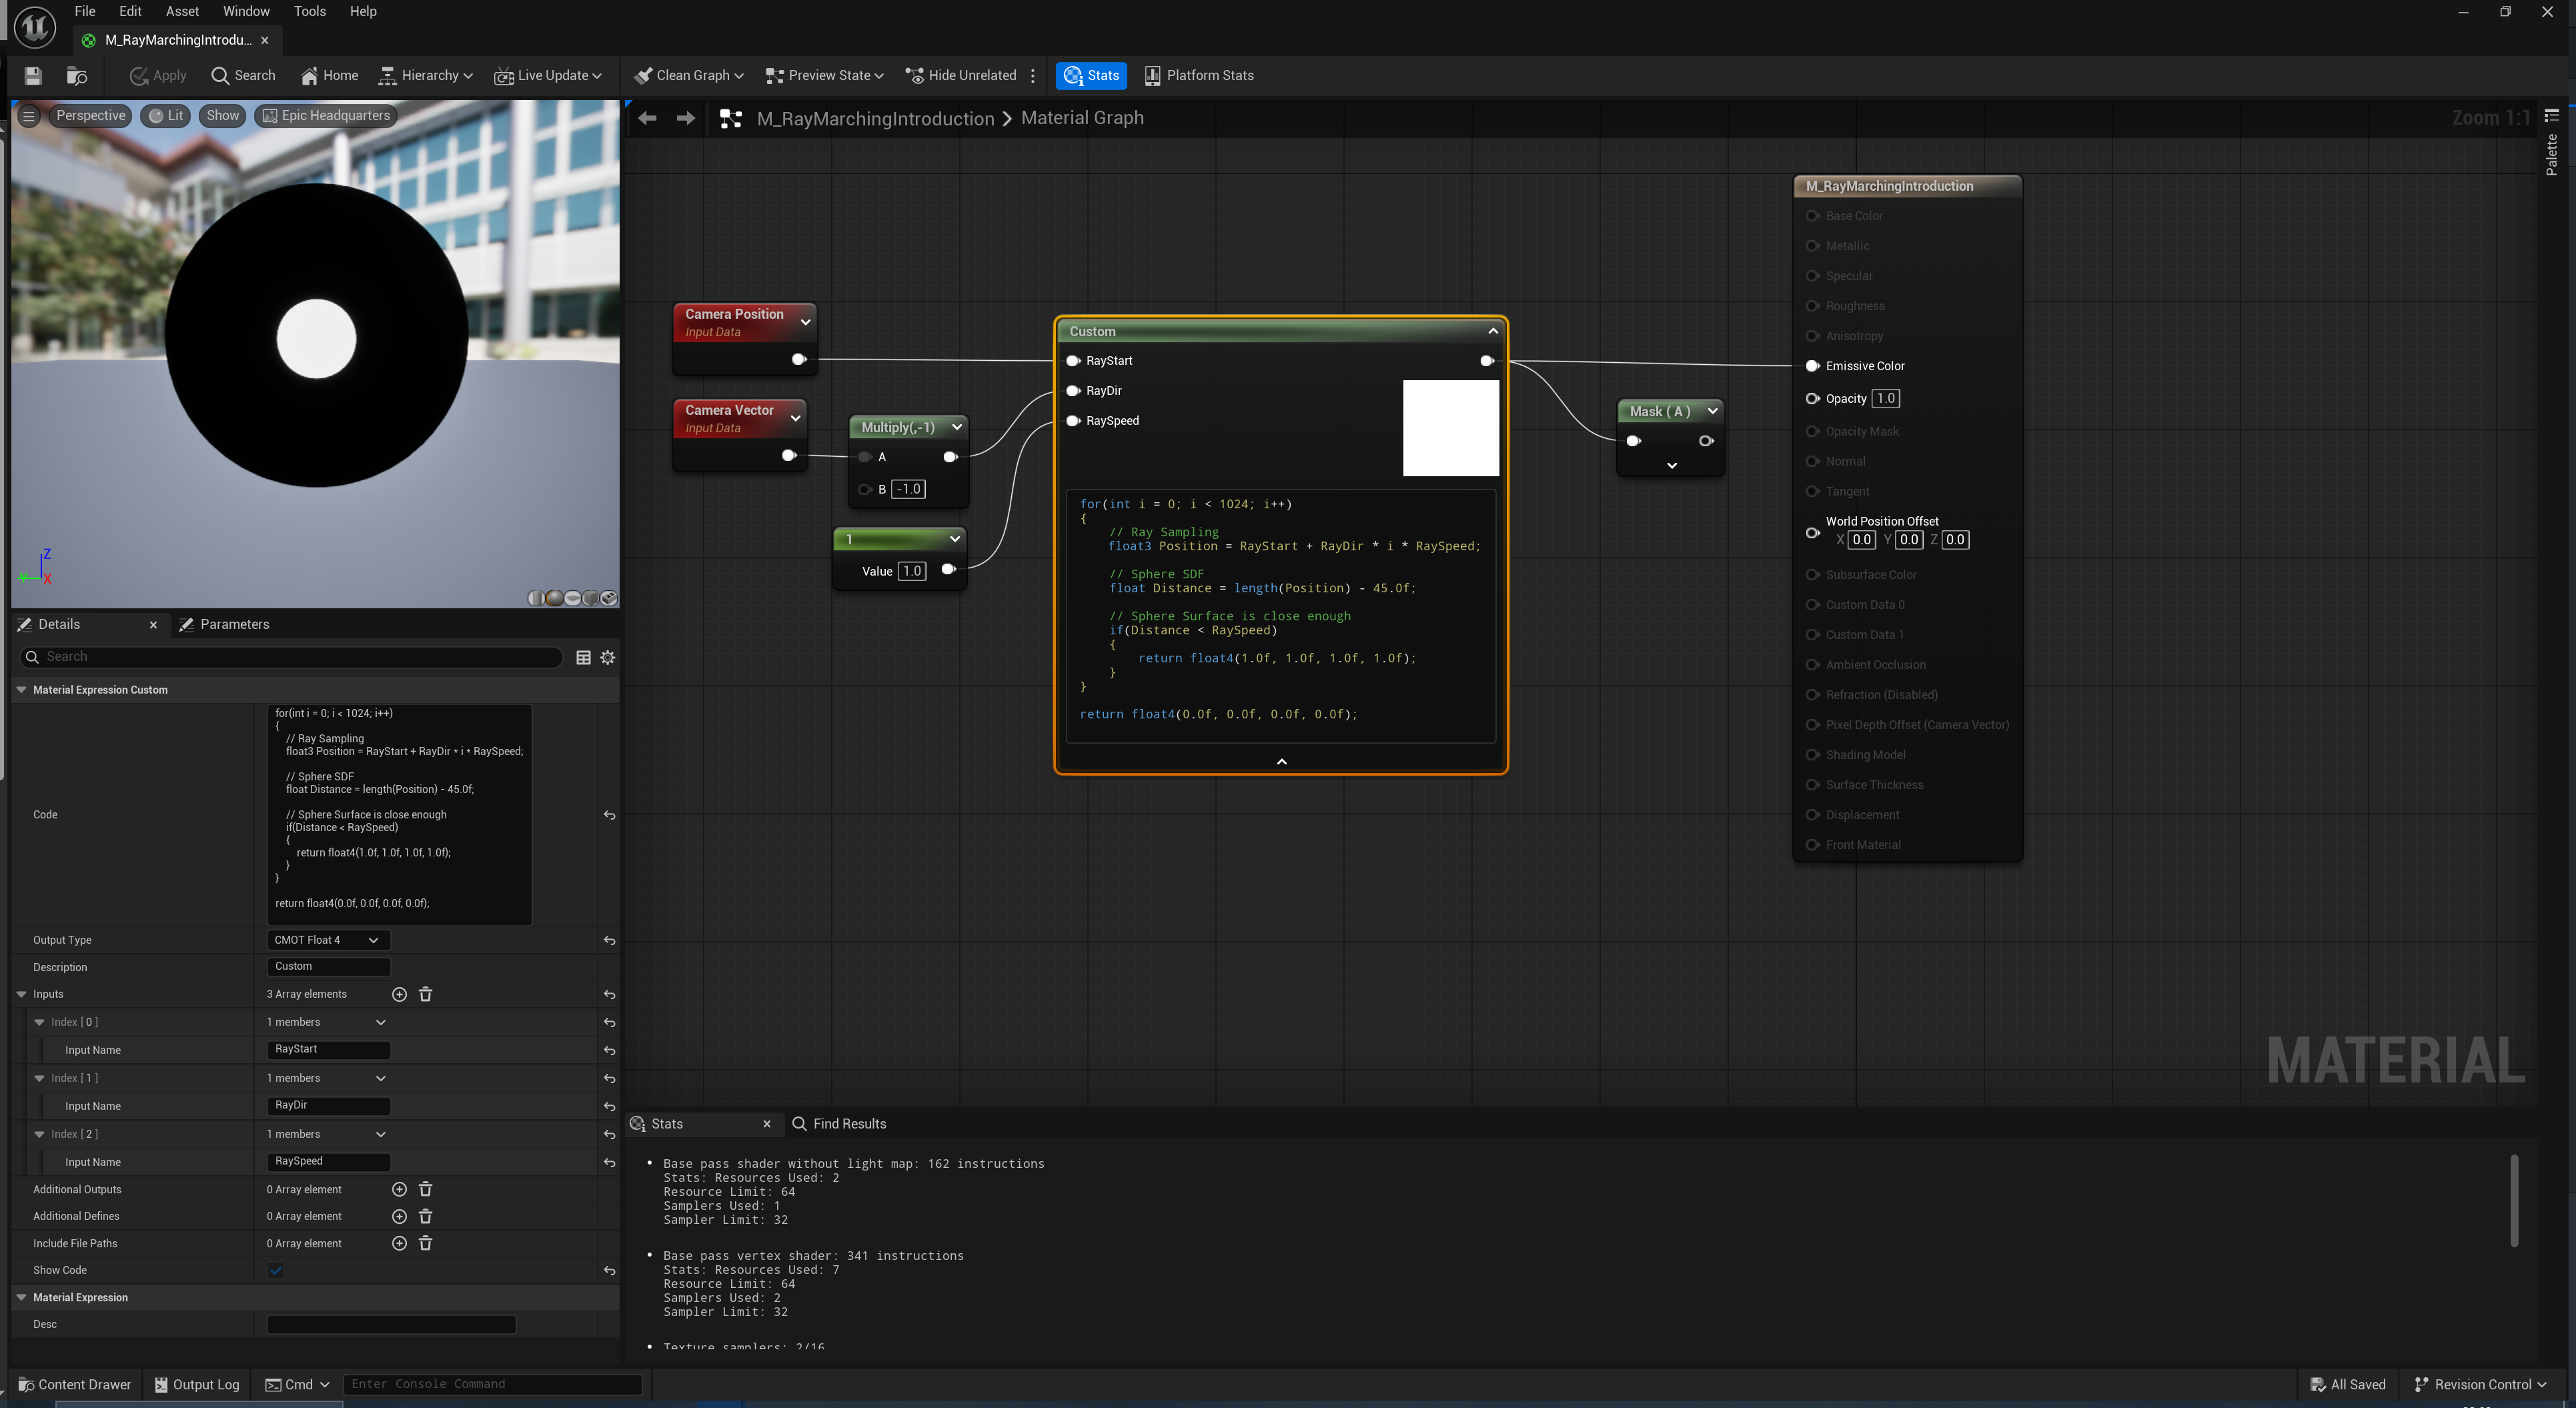 File Edit Asset Window Tools Help
M_RayMarchingIntrodu...
Apply Search Home Hierarchy Live Update Clean Graph Preview State Hide Unrelated Stats Platform Stats
Perspective Lit Show Epic Headquarters
M_RayMarchingIntroduction > Material Graph
Zoom 1:1
Palette
Z
Y
X
Camera Position
Input Data
Camera Vector
Input Data
Multiply(,-1)
A
B -1.0
1
Value 1.0
Custom
RayStart
RayDir
RaySpeed
for(int i = 0; i < 1024; i++)
{
// Ray Sampling
float3 Position = RayStart + RayDir * i * RaySpeed;
// Sphere SDF
float Distance = length(Position) - 45.0f;
// Sphere Surface is close enough
if(Distance < RaySpeed)
{
return float4(1.0f, 1.0f, 1.0f, 1.0f);
}
}
return float4(0.0f, 0.0f, 0.0f, 0.0f);
Mask ( A )
M_RayMarchingIntroduction
Base Color
Metallic
Specular
Roughness
Anisotropy
Emissive Color
Opacity 1.0
Opacity Mask
Normal
Tangent
World Position Offset
X 0.0 Y 0.0 Z 0.0
Subsurface Color
Custom Data 0
Custom Data 1
Ambient Occlusion
Refraction (Disabled)
Pixel Depth Offset (Camera Vector)
Shading Model
Surface Thickness
Displacement
Front Material
MATERIAL
Details Parameters
Search
Material Expression Custom
Code
for(int i = 0; i < 1024; i++)
{
// Ray Sampling
float3 Position = RayStart + RayDir * i * RaySpeed;
// Sphere SDF
float Distance = length(Position) - 45.0f;
// Sphere Surface is close enough
if(Distance < RaySpeed)
{
return float4(1.0f, 1.0f, 1.0f, 1.0f);
}
}
return float4(0.0f, 0.0f, 0.0f, 0.0f);
Output Type CMOT Float 4
Description Custom
Inputs 3 Array elements
Index [ 0 ] 1 members
Input Name RayStart
Index [ 1 ] 1 members
Input Name RayDir
Index [ 2 ] 1 members
Input Name RaySpeed
Additional Outputs 0 Array element
Additional Defines 0 Array element
Include File Paths 0 Array element
Show Code
Material Expression
Desc
Stats Find Results
• Base pass shader without light map: 162 instructions
Stats: Resources Used: 2
Resource Limit: 64
Samplers Used: 1
Sampler Limit: 32
• Base pass vertex shader: 341 instructions
Stats: Resources Used: 7
Resource Limit: 64
Samplers Used: 2
Sampler Limit: 32
• Texture samplers: 2/16
Content Drawer Output Log Cmd Enter Console Command All Saved Revision Control